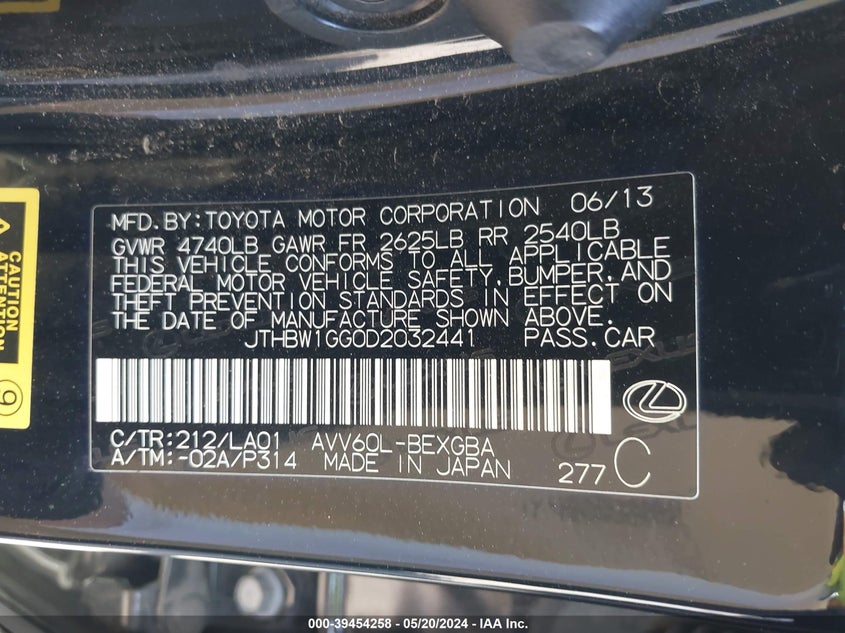 MFD.BY:TOYOTA MOTOR CORPORATION 06/13
GVWR 4740LB GAWR FR 2625LB RR 2540LB
THIS VEHICLE CONFORMS TO ALL APPLICABLE
FEDERAL MOTOR VEHICLE SAFETY,BUMPER,AND
THEFT PREVENTION STANDARDS IN EFFECT ON
THE DATE OF MANUFACTURE SHOWN ABOVE.
JTHBW1GG0D2032441 PASS.CAR
C/TR:212/LA01 AVV60L-BEXGBA
A/TM:-02A/P314 MADE IN JAPAN 277 C
CAUTION
ATTENTION
9
000-39454258 - 05/20/2024 - IAA Inc.